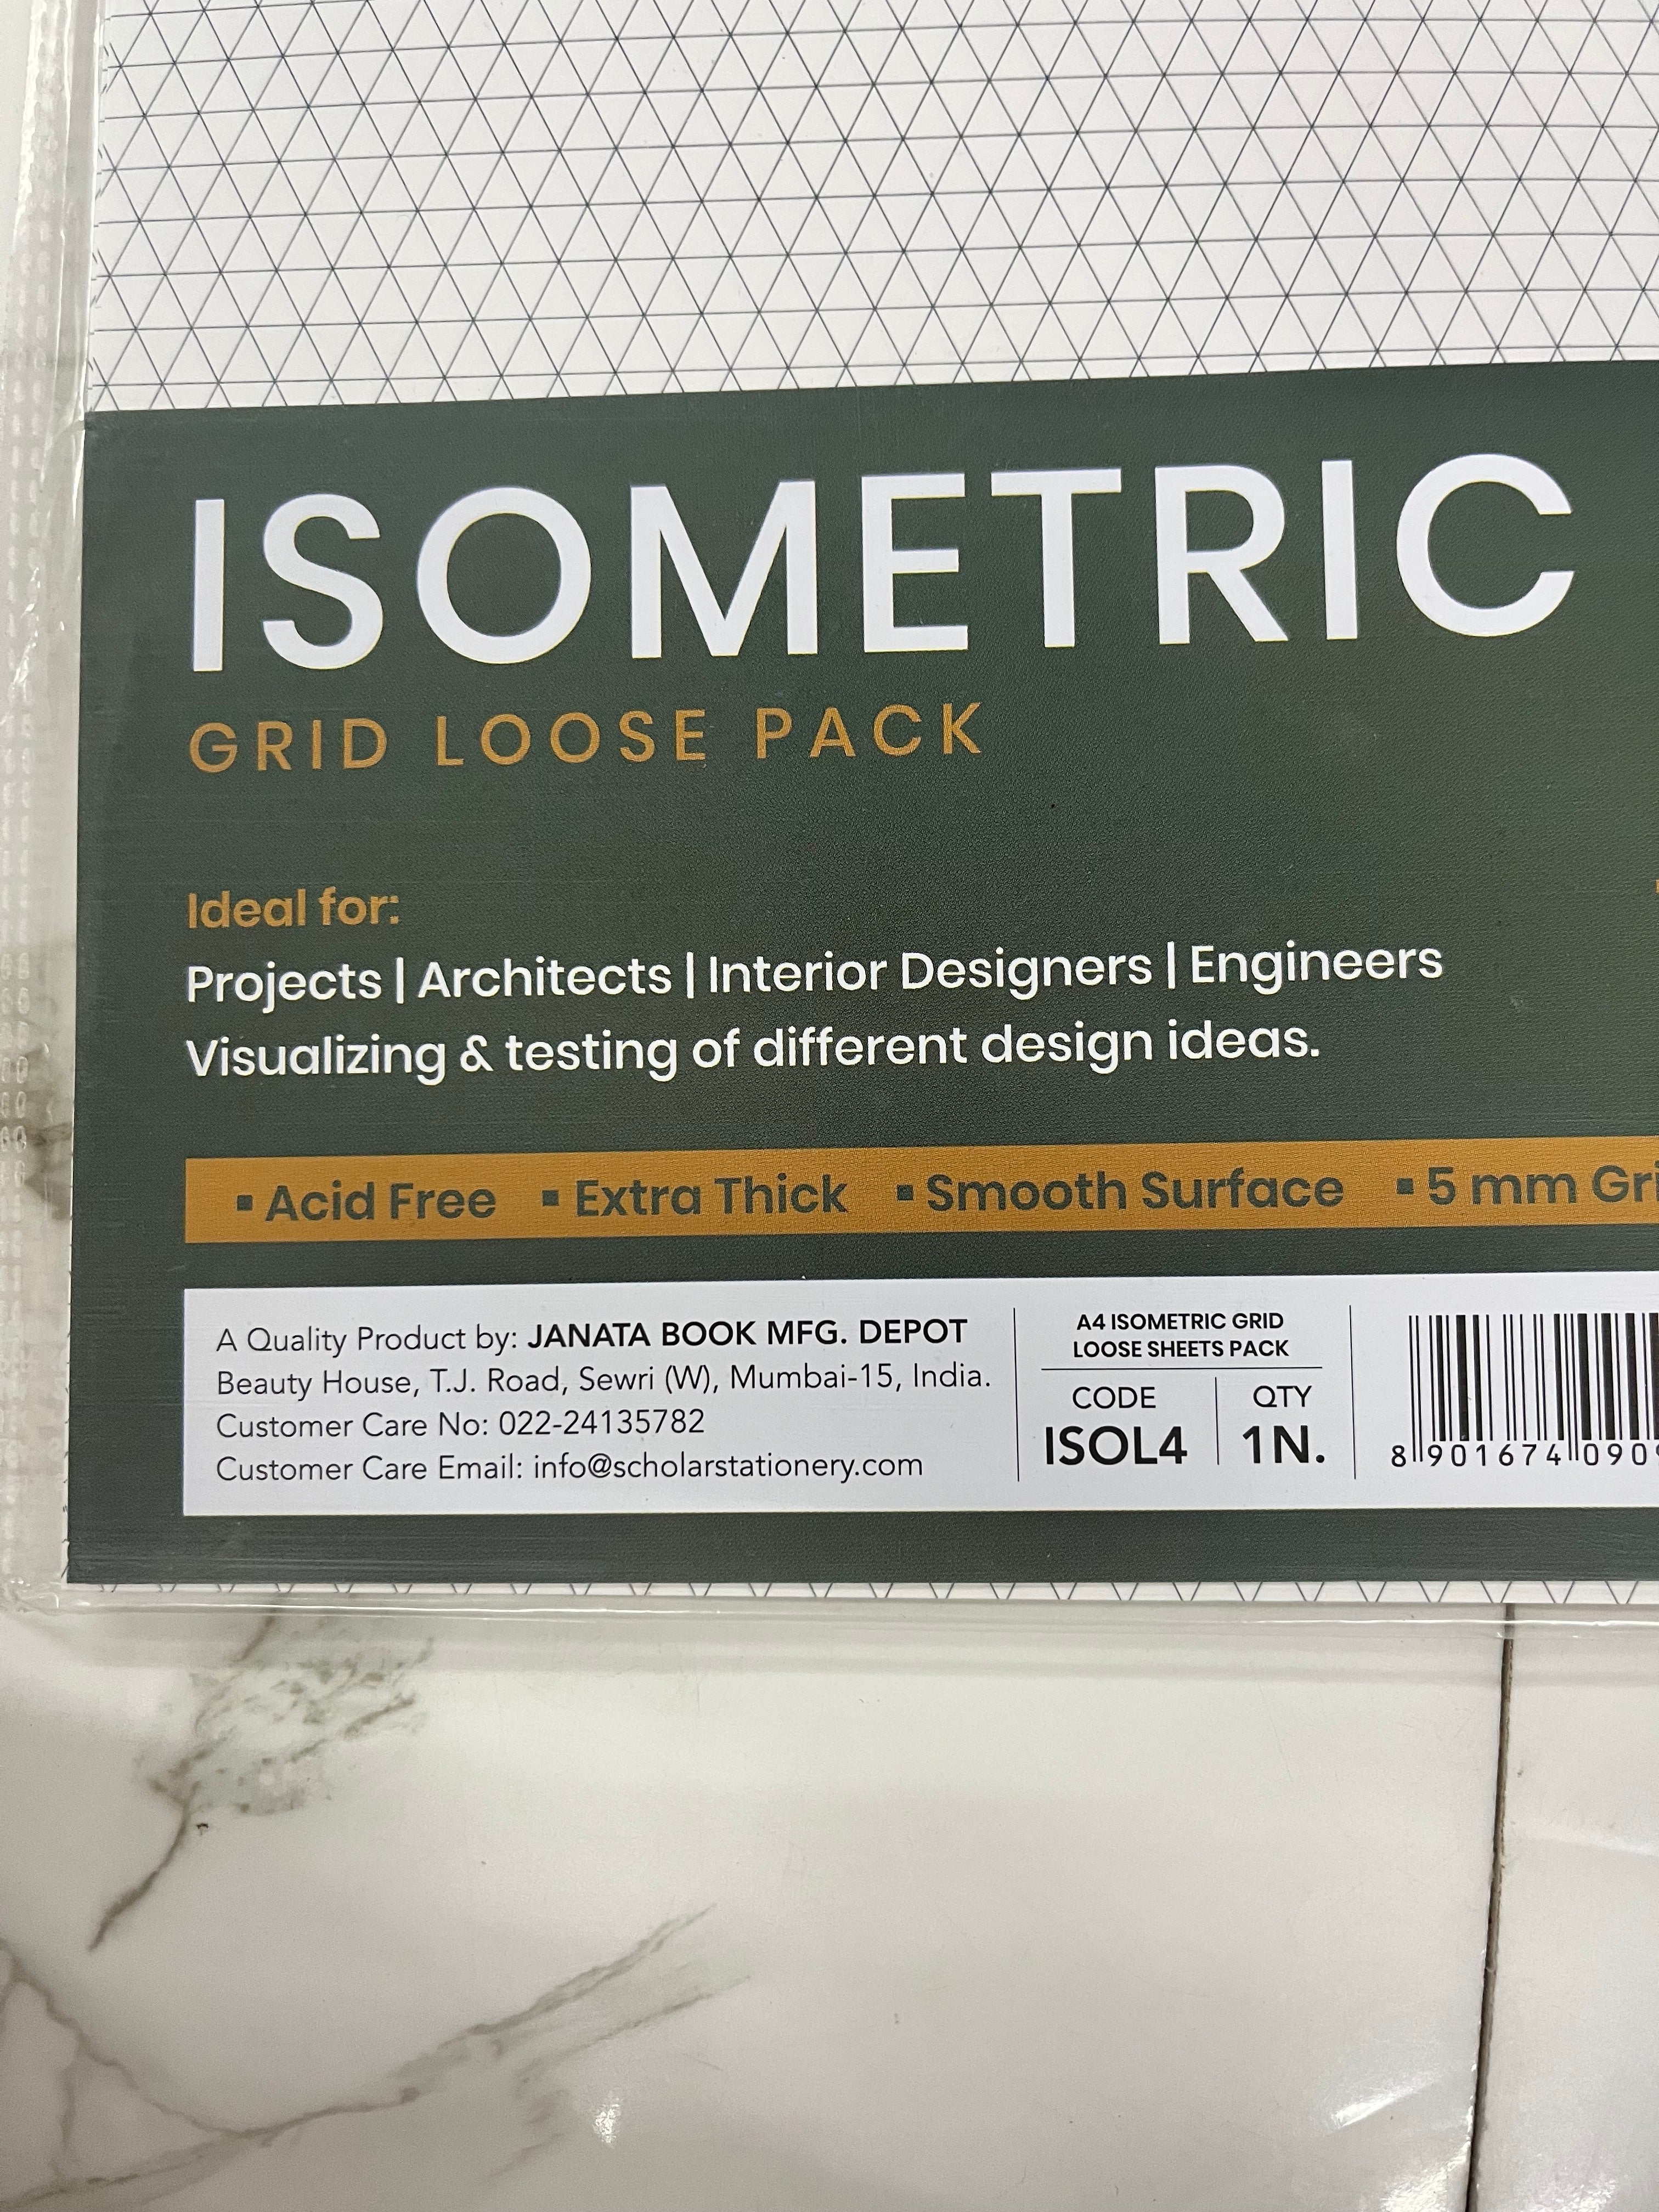 ISOMETRIC
GRID LOOSE PACK
Ideal for:
Projects | Architects | Interior Designers | Engineers
Visualizing & testing of different design ideas.
▪ Acid Free ▪ Extra Thick ▪ Smooth Surface ▪ 5 mm
A Quality Product by: JANATA BOOK MFG. DEPOT
Beauty House, T.J. Road, Sewri (W), Mumbai-15, India.
Customer Care No: 022-24135782
Customer Care Email: info@scholarstationery.com
A4 ISOMETRIC GRID
LOOSE SHEETS PACK
CODE
ISOL4
QTY
1N.
8 901674 090